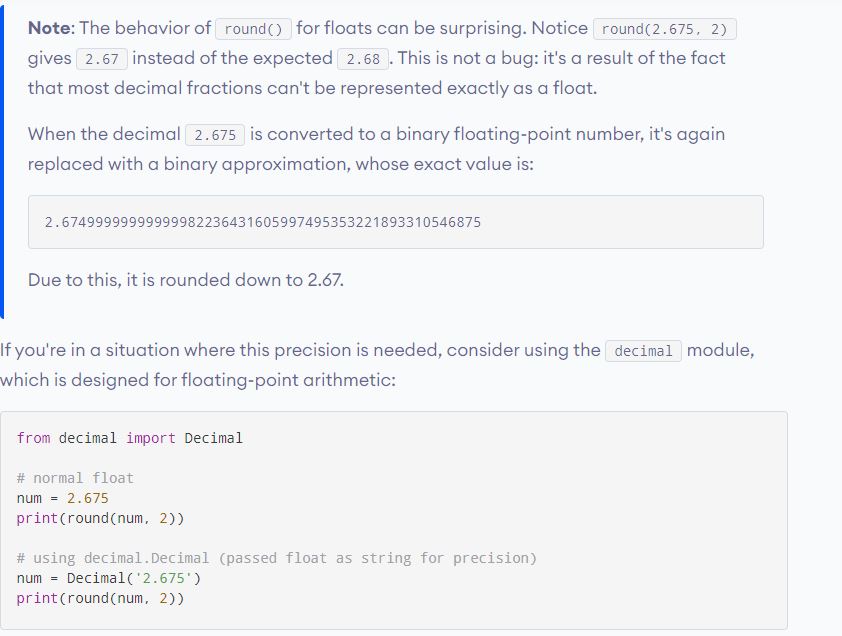 Note: The behavior of round() for floats can be surprising. Notice round(2.675, 2)
gives 2.67 instead of the expected 2.68. This is not a bug: it's a result of the fact
that most decimal fractions can't be represented exactly as a float.
When the decimal 2.675 is converted to a binary floating-point number, it's again
replaced with a binary approximation, whose exact value is:
2.67499999999999982236431605997495353221893310546875
Due to this, it is rounded down to 2.67.
If you're in a situation where this precision is needed, consider using the decimal module,
which is designed for floating-point arithmetic:
from decimal import Decimal
# normal float
num = 2.675
print(round(num, 2))
# using decimal.Decimal (passed float as string for precision)
num = Decimal('2.675')
print(round(num, 2))